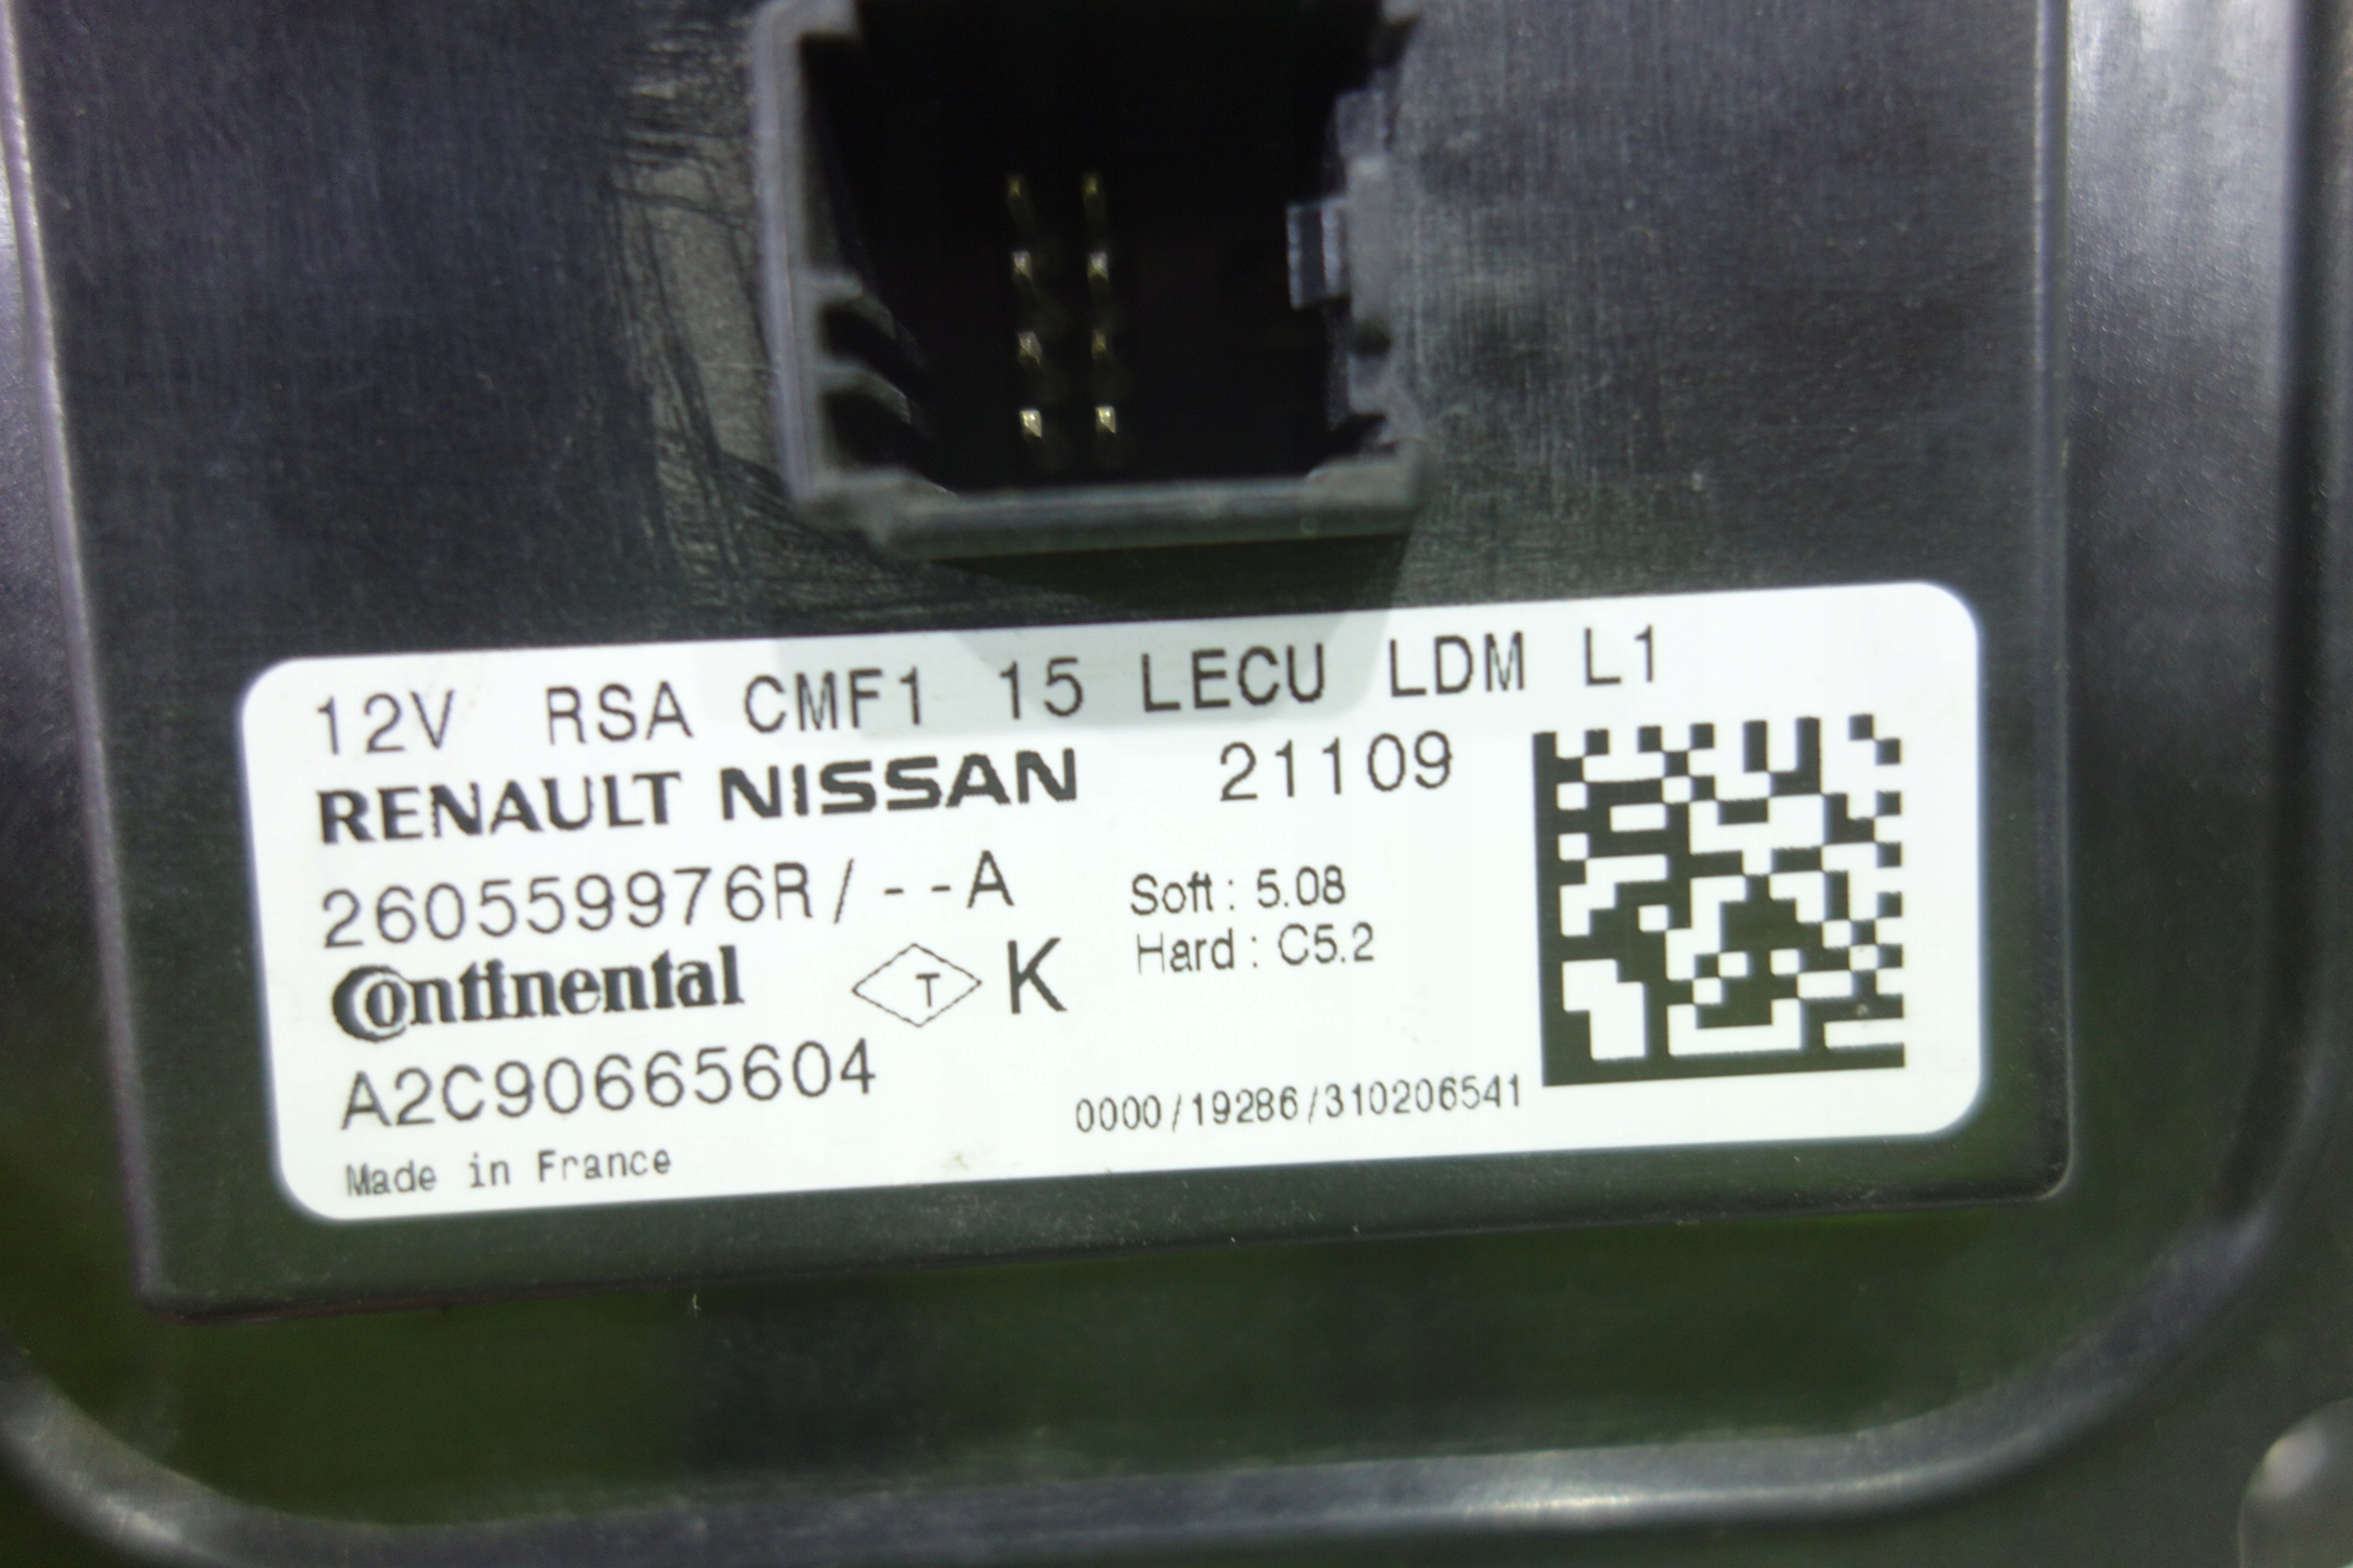 12V RSA CMF1 15 LECU LDM L1
RENAULT NISSAN 21109
260559976R/--A
Soft: 5.08
Continental T K Hard: C5.2
A2C90665604
0000/19286/310206541
Made in France